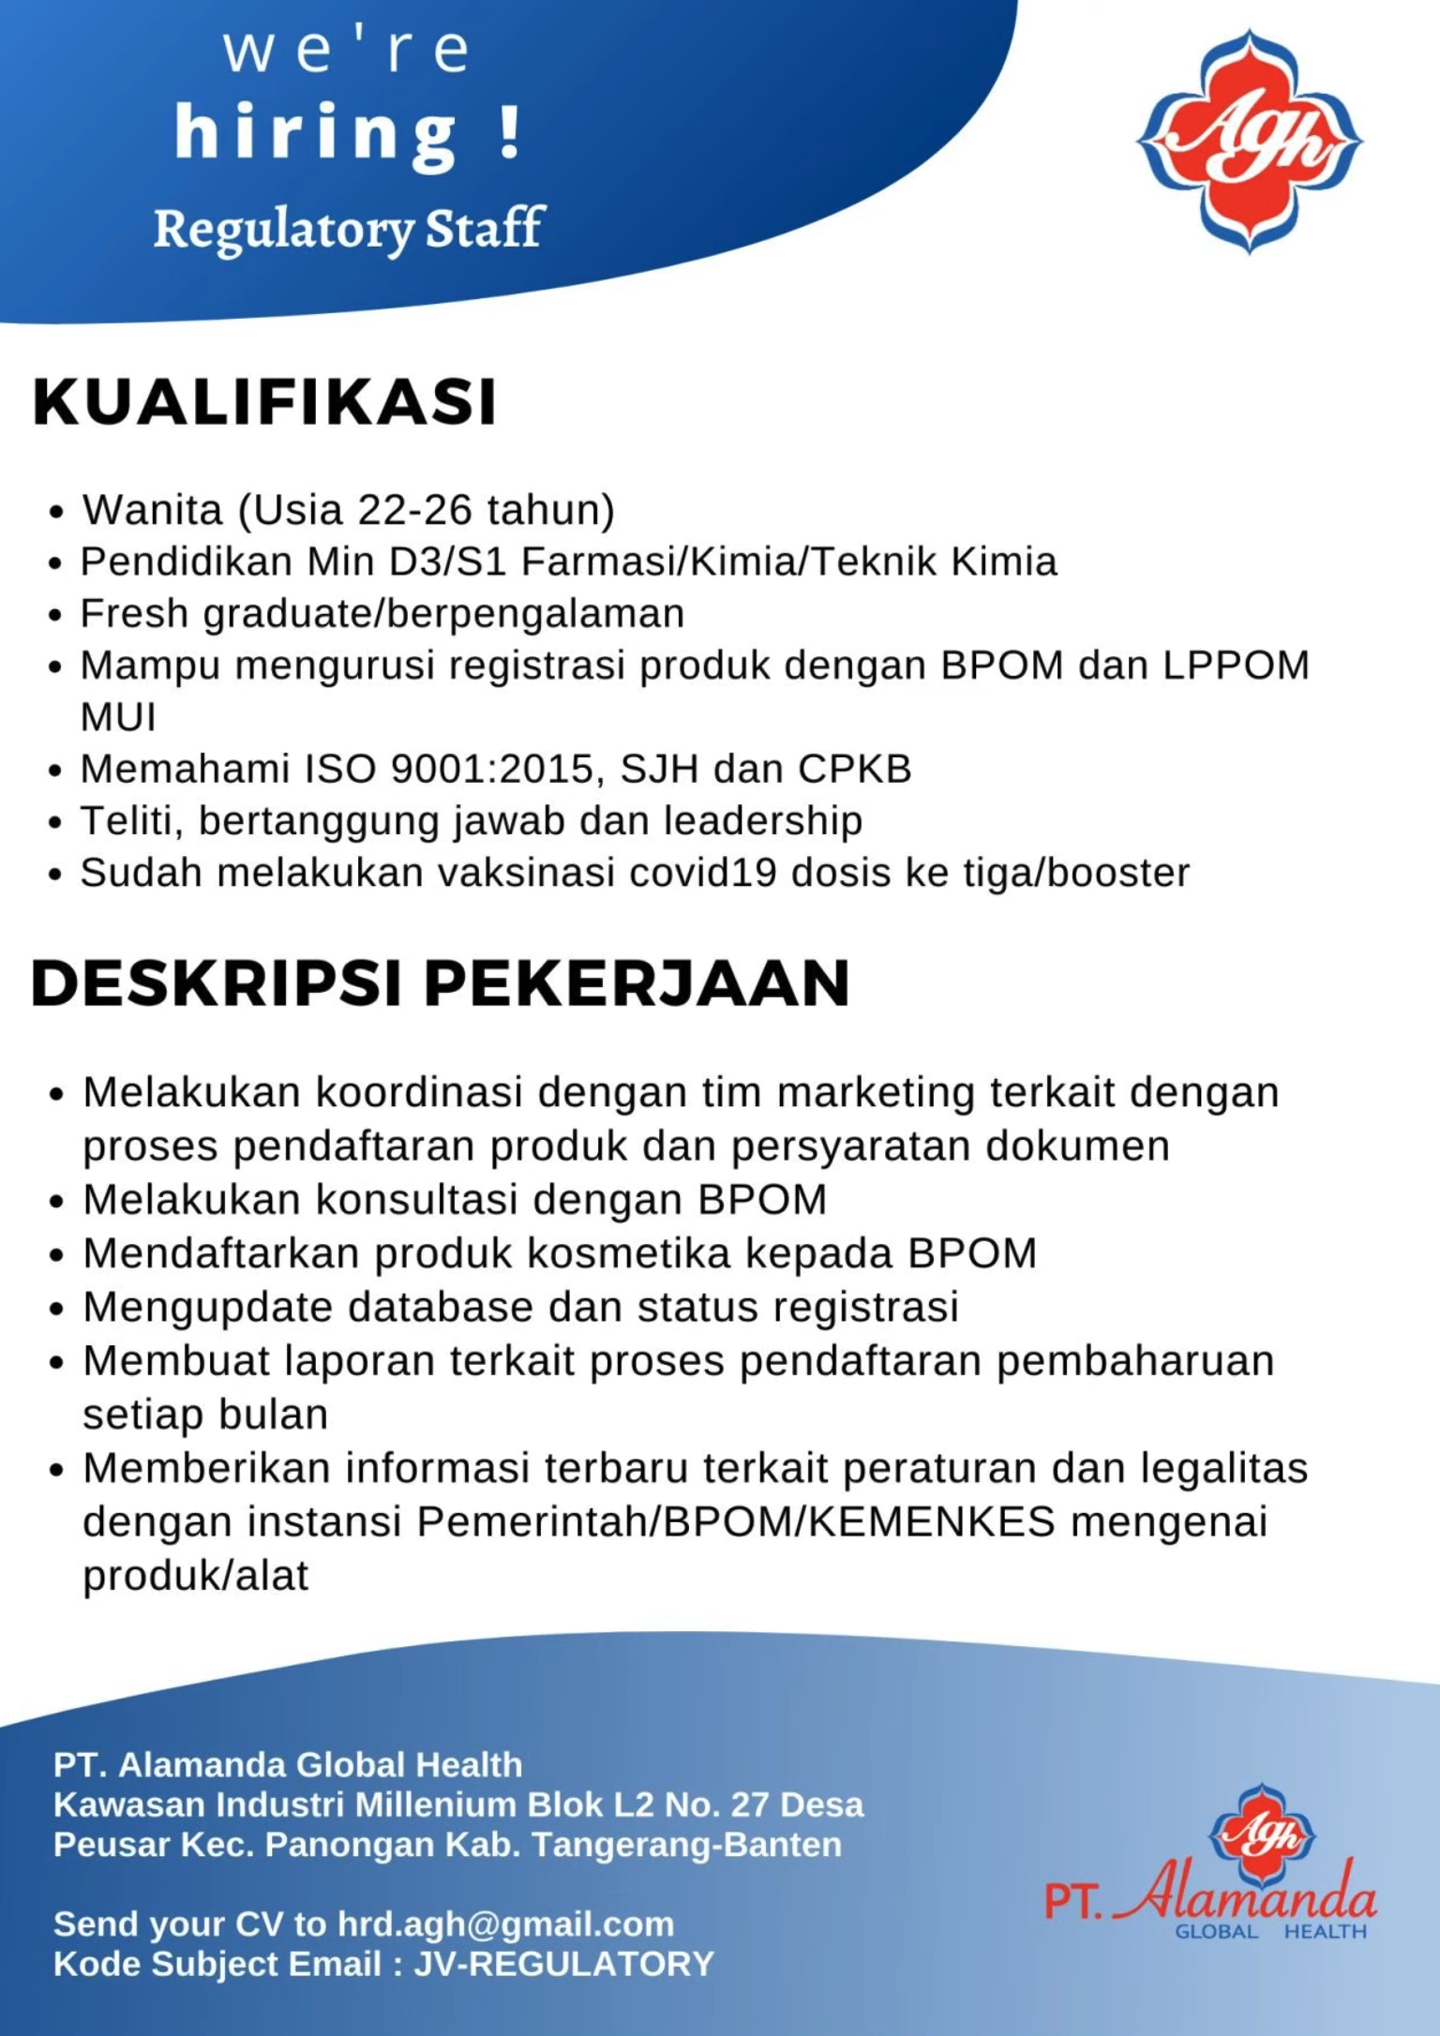 we're
hiring !
Regulatory Staff
Agh
KUALIFIKASI
• Wanita (Usia 22-26 tahun)
• Pendidikan Min D3/S1 Farmasi/Kimia/Teknik Kimia
• Fresh graduate/berpengalaman
• Mampu mengurusi registrasi produk dengan BPOM dan LPPOM
MUI
• Memahami ISO 9001:2015, SJH dan CPKB
• Teliti, bertanggung jawab dan leadership
• Sudah melakukan vaksinasi covid19 dosis ke tiga/booster
DESKRIPSI PEKERJAAN
• Melakukan koordinasi dengan tim marketing terkait dengan
proses pendaftaran produk dan persyaratan dokumen
• Melakukan konsultasi dengan BPOM
• Mendaftarkan produk kosmetika kepada BPOM
• Mengupdate database dan status registrasi
• Membuat laporan terkait proses pendaftaran pembaharuan
setiap bulan
• Memberikan informasi terbaru terkait peraturan dan legalitas
dengan instansi Pemerintah/BPOM/KEMENKES mengenai
produk/alat
PT. Alamanda Global Health
Kawasan Industri Millenium Blok L2 No. 27 Desa
Peusar Kec. Panongan Kab. Tangerang-Banten
Send your CV to hrd.agh@gmail.com
Kode Subject Email : JV-REGULATORY
Agh
PT. Alamanda
GLOBAL HEALTH